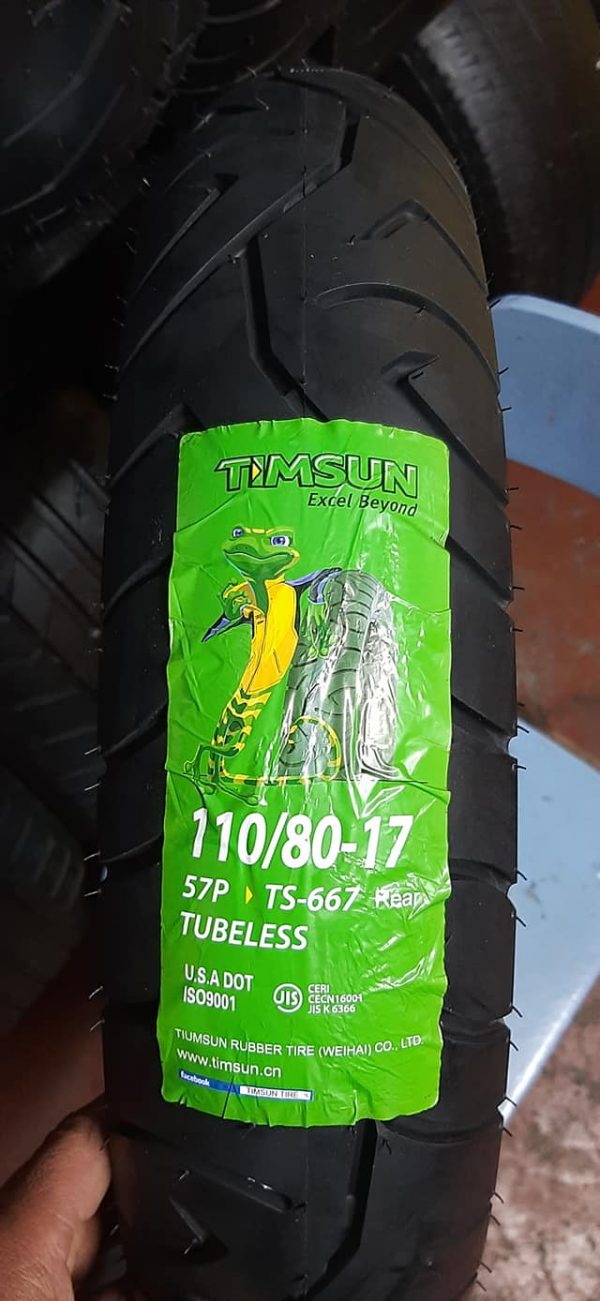 TIMSUN
Excel Beyond
110/80-17
57P TS-667 Rear
TUBELESS
U.S.A DOT
ISO9001
JIS
CERI
CECN16001
JIS K 6366
TIUMSUN RUBBER TIRE (WEIHAI) CO., LTD.
www.timsun.cn
facebook
TIMSUN TIRE